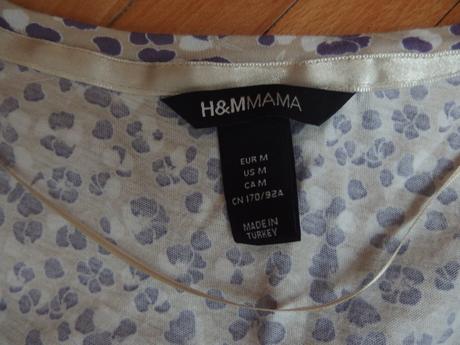 H&MMAMA
EUR M
US M
CA M
CN 170/92A
MADE IN
TURKEY